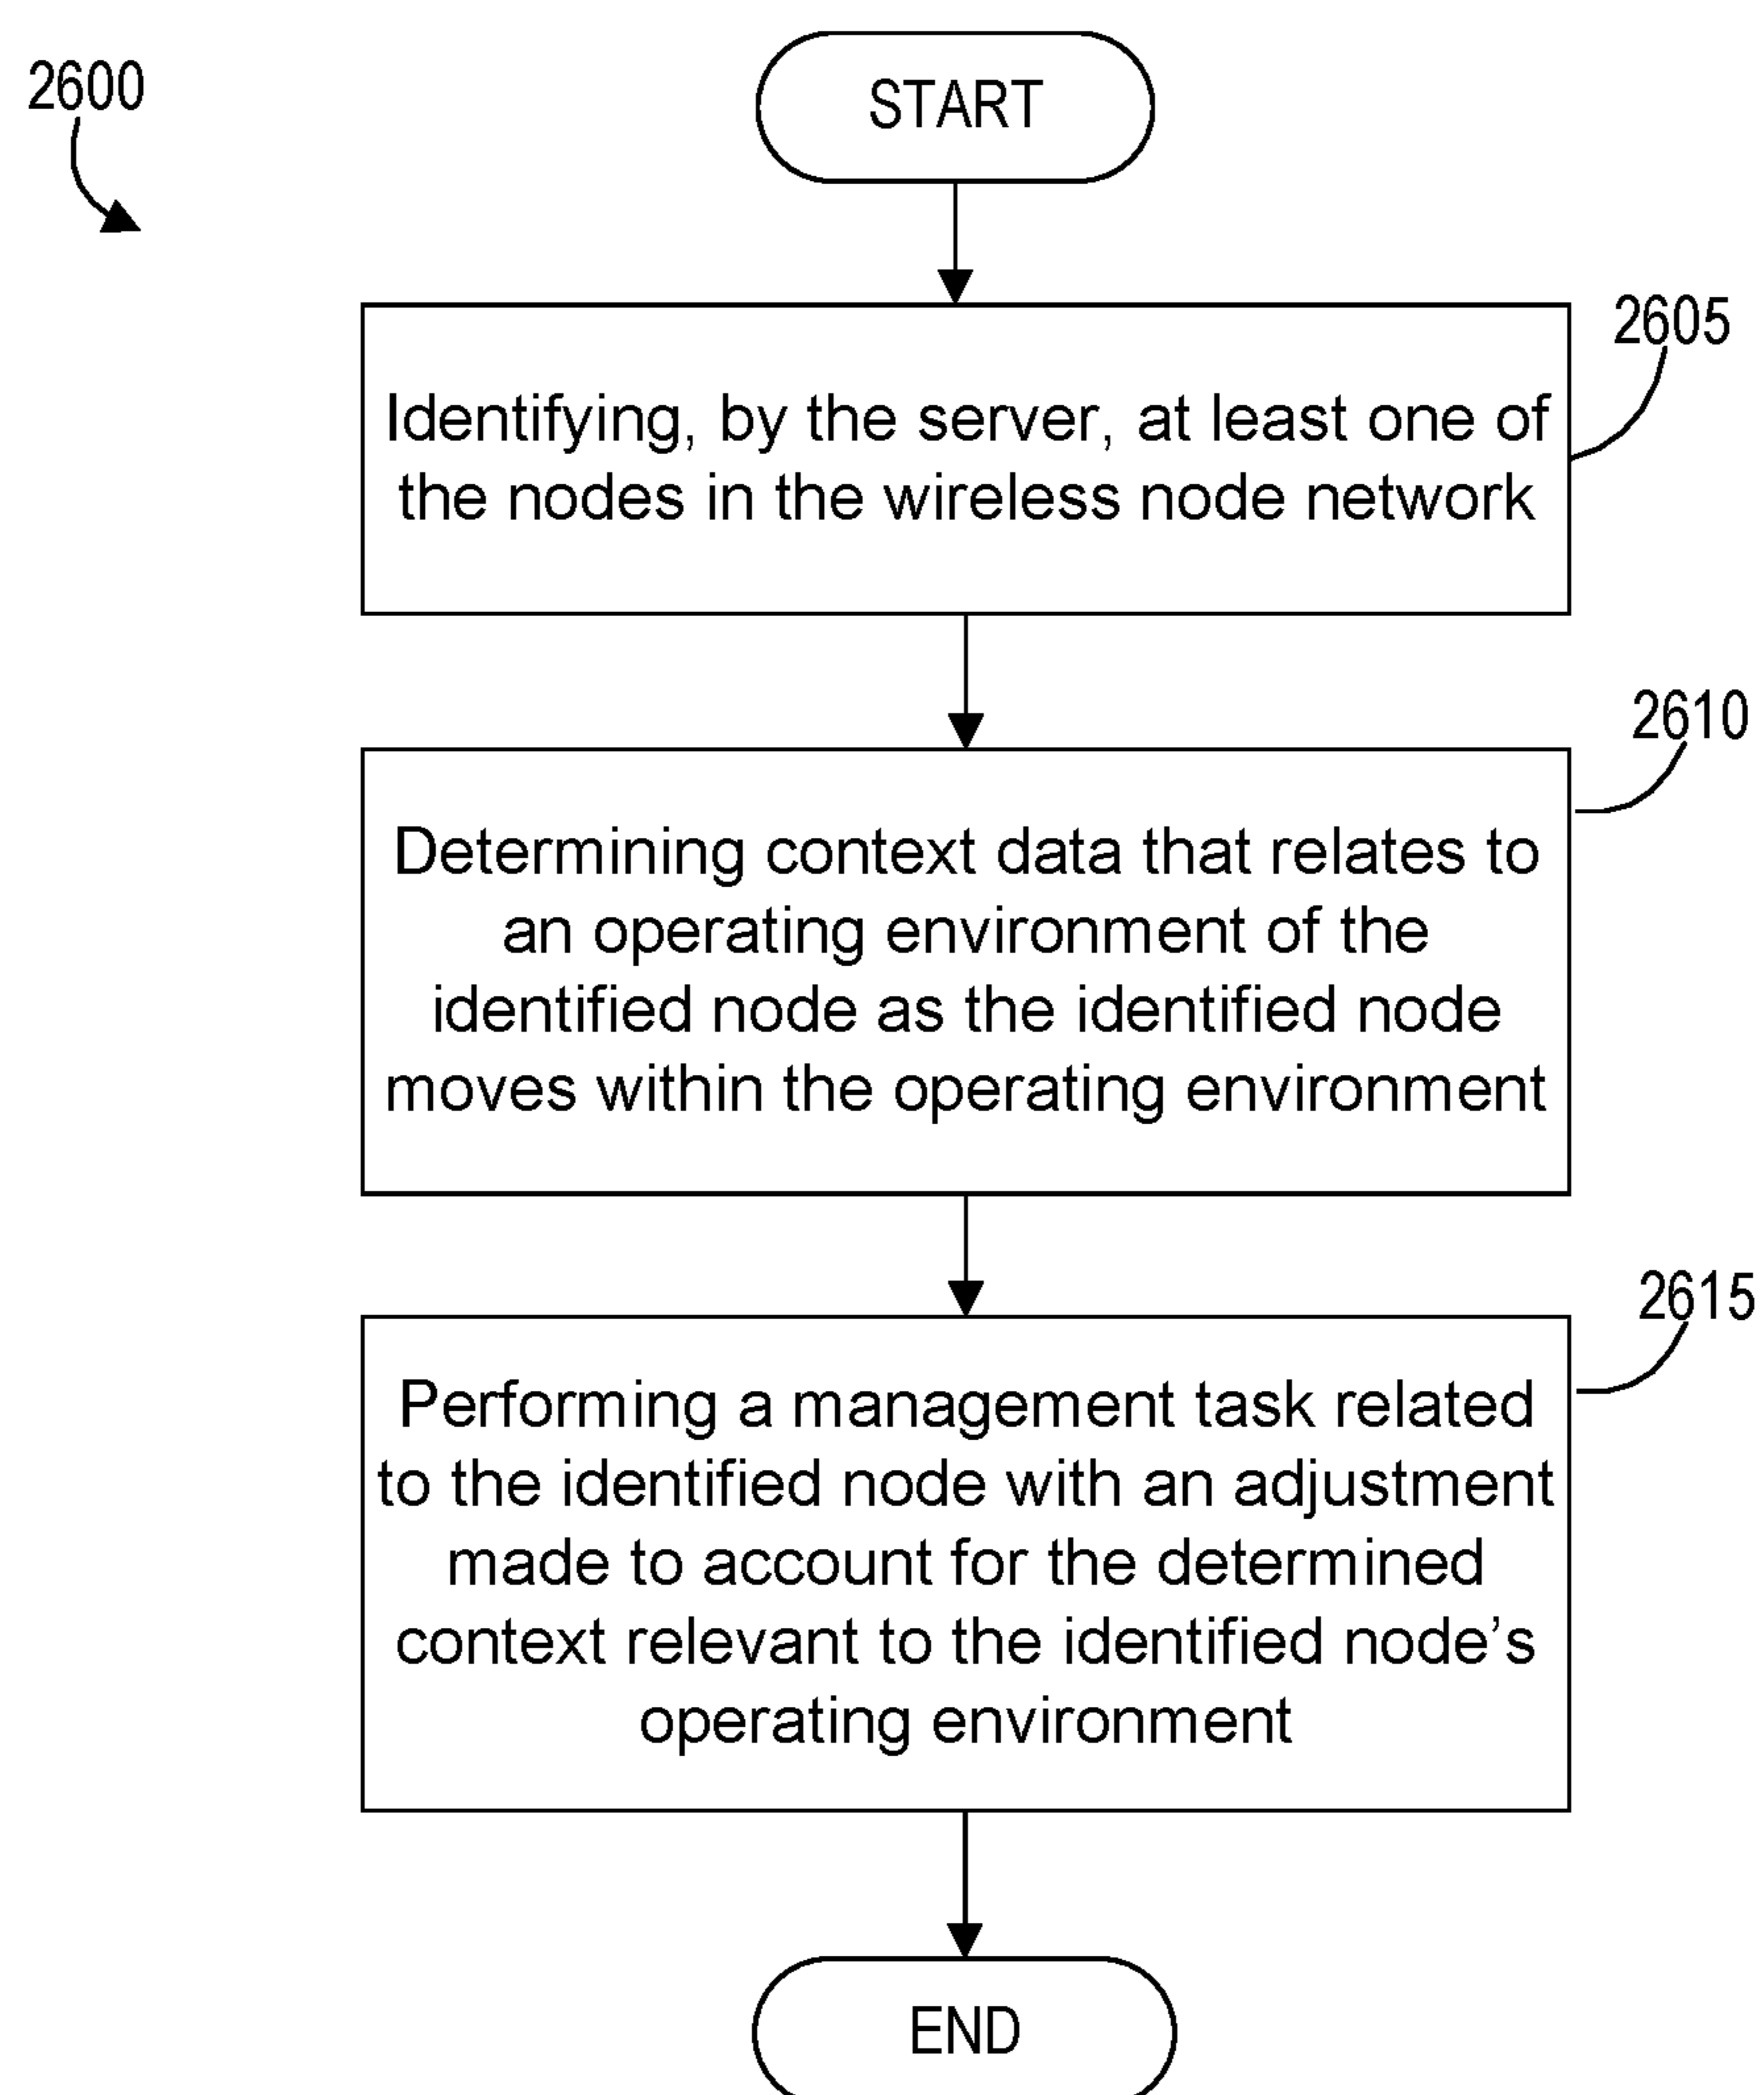 2600
START
2605
Identifying, by the server, at least one of
the nodes in the wireless node network
2610
Determining context data that relates to
an operating environment of the
identified node as the identified node
moves within the operating environment
2615
Performing a management task related
to the identified node with an adjustment
made to account for the determined
context relevant to the identified node’s
operating environment
END